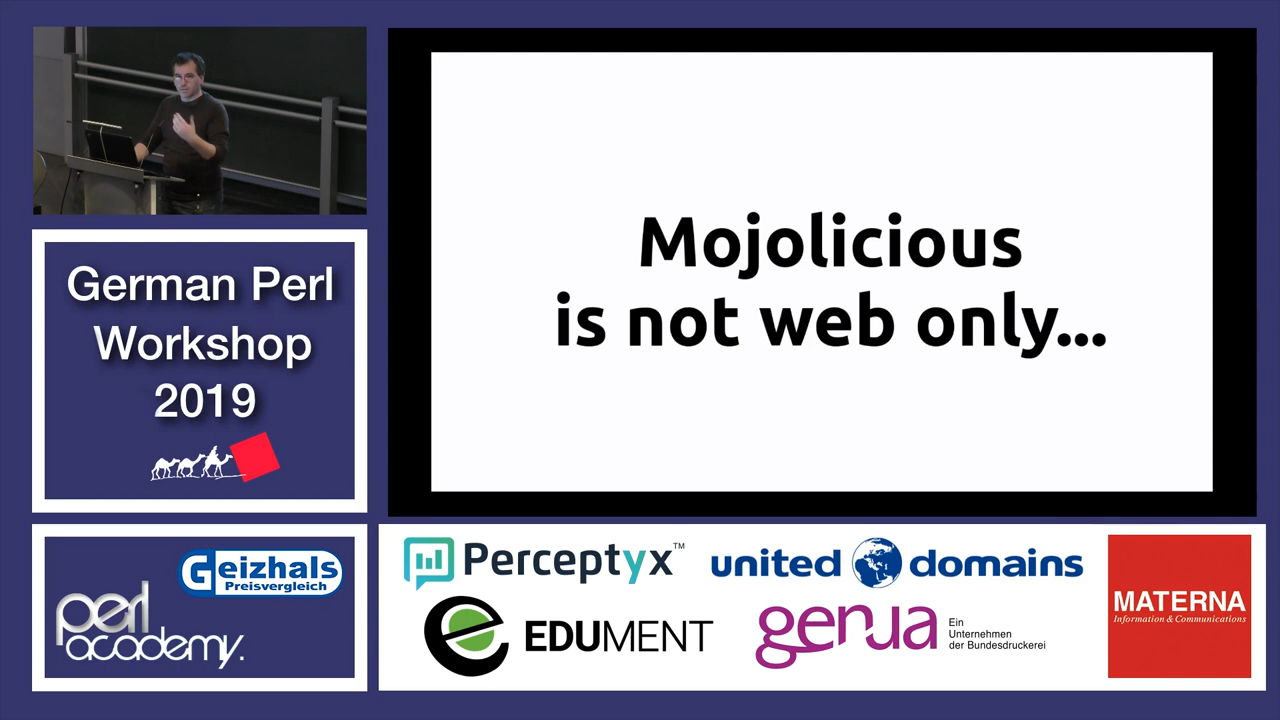 Mojolicious
is not web only...
German Perl
Workshop
2019
Geizhals
Preisvergleich
perl
academy.
Perceptyx™
united domains
EDUMENT
genua
Ein
Unternehmen
der Bundesdruckerei
MATERNA
Information & Communications